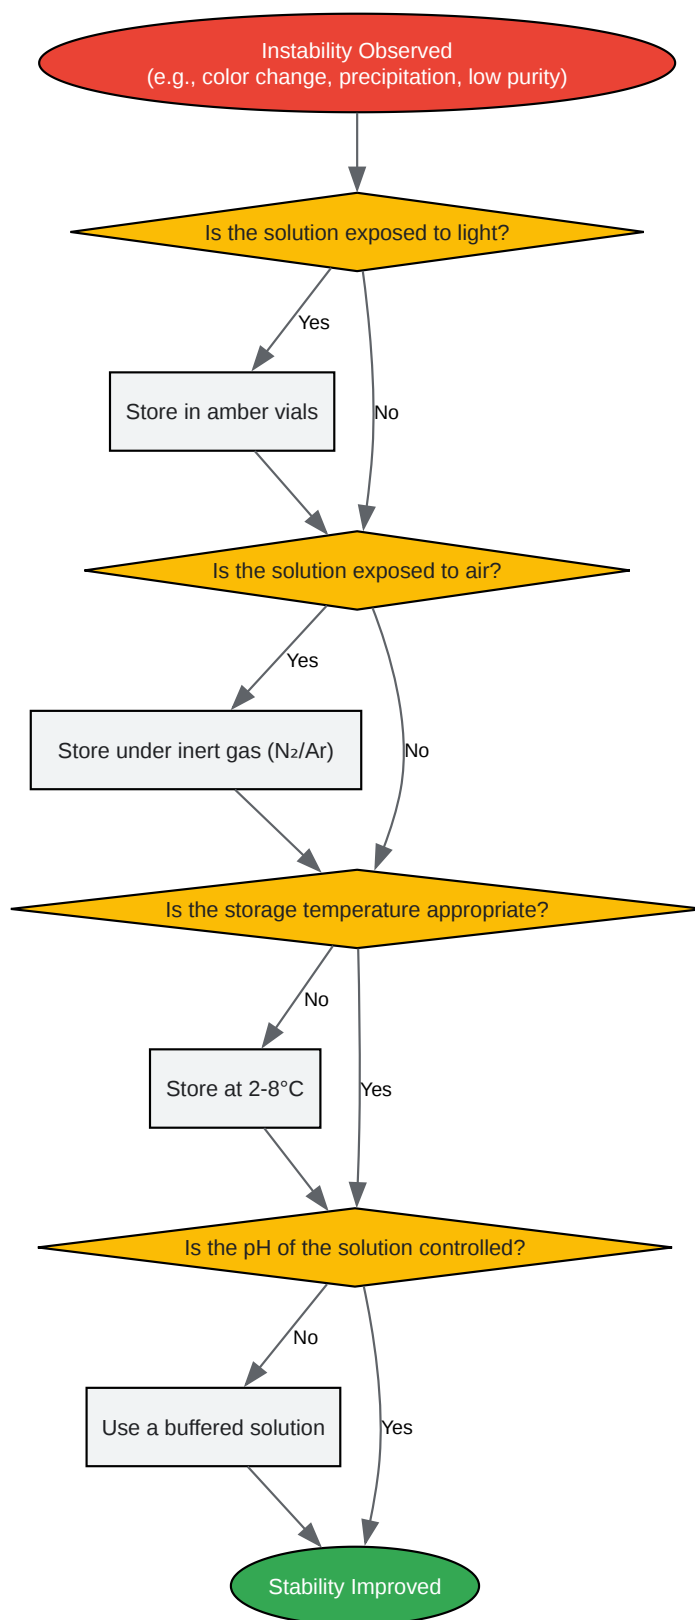 Instability Observed
(e.g., color change, precipitation, low purity)
Is the solution exposed to light?
Yes
Store in amber vials
No
Is the solution exposed to air?
Yes
Store under inert gas (N₂/Ar)
No
Is the storage temperature appropriate?
No
Store at 2-8°C
Yes
Is the pH of the solution controlled?
No
Use a buffered solution
Yes
Stability Improved